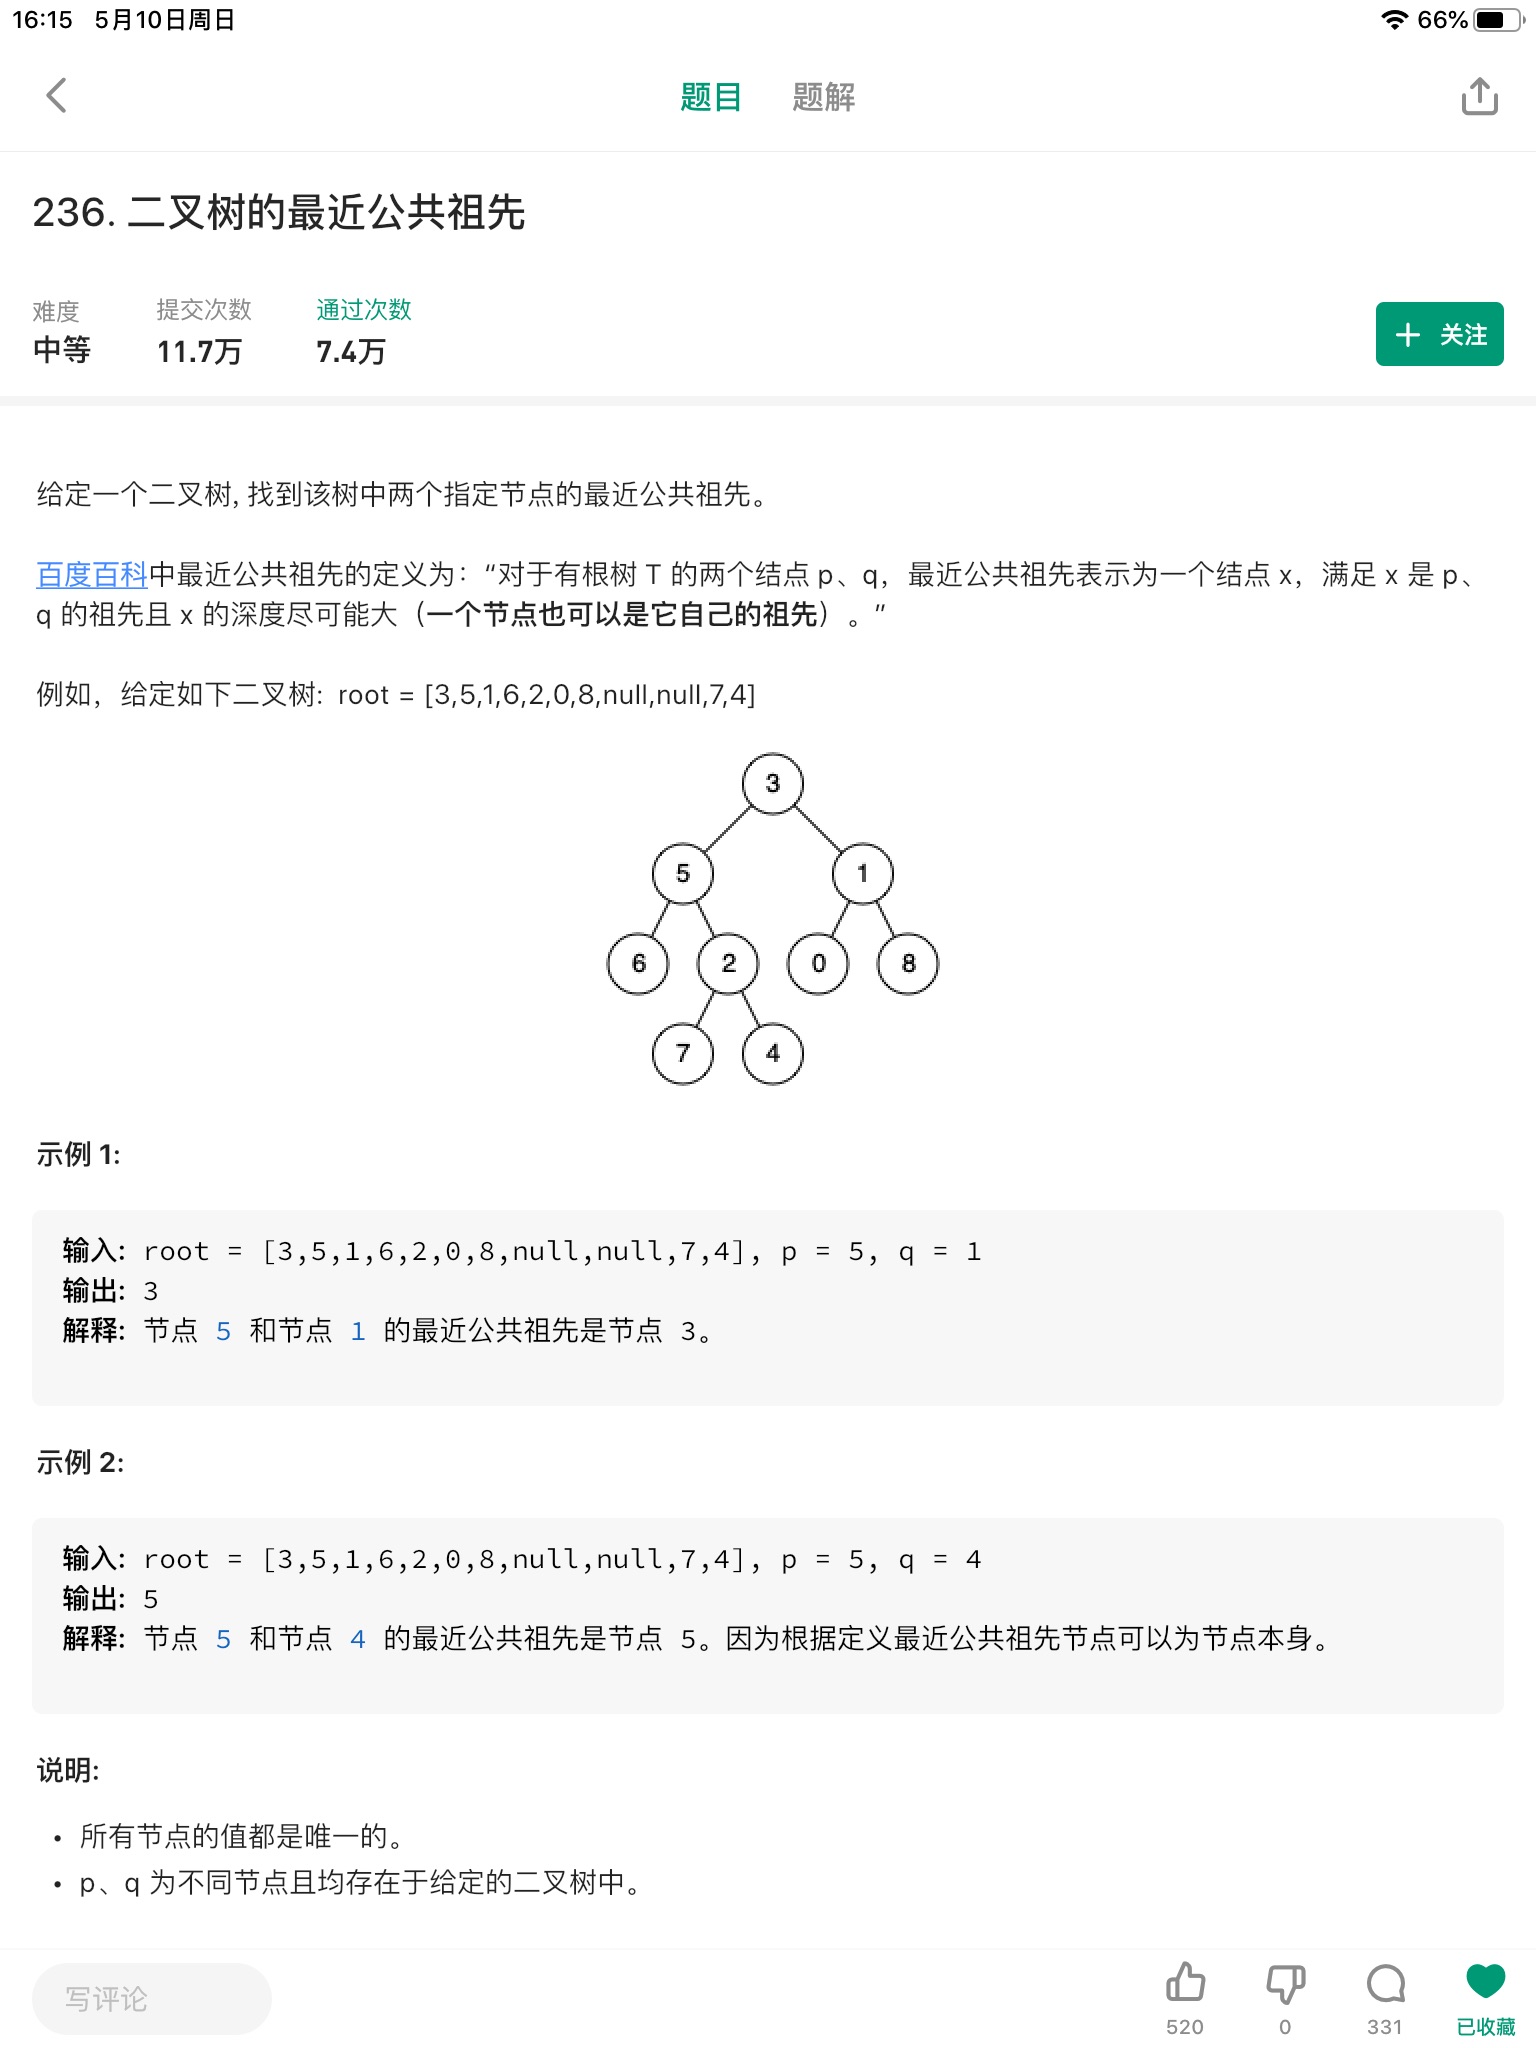 16:15 5月10日周日
66%
题目 题解
236. 二叉树的最近公共祖先
难度 提交次数 通过次数
中等 11.7万 7.4万
+ 关注
给定一个二叉树, 找到该树中两个指定节点的最近公共祖先。
百度百科中最近公共祖先的定义为：“对于有根树 T 的两个结点 p、q，最近公共祖先表示为一个结点 x，满足 x 是 p、
q 的祖先且 x 的深度尽可能大（一个节点也可以是它自己的祖先）。”
例如，给定如下二叉树: root = [3,5,1,6,2,0,8,null,null,7,4]
3
5 1
6 2 0 8
7 4
示例 1:
输入: root = [3,5,1,6,2,0,8,null,null,7,4], p = 5, q = 1
输出: 3
解释: 节点 5 和节点 1 的最近公共祖先是节点 3。
示例 2:
输入: root = [3,5,1,6,2,0,8,null,null,7,4], p = 5, q = 4
输出: 5
解释: 节点 5 和节点 4 的最近公共祖先是节点 5。因为根据定义最近公共祖先节点可以为节点本身。
说明:
• 所有节点的值都是唯一的。
• p、q 为不同节点且均存在于给定的二叉树中。
写评论
520 0 331 已收藏